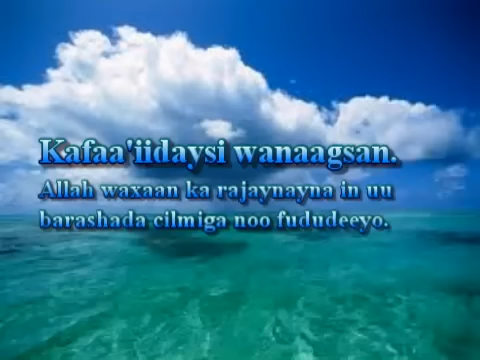 Kafaa'iidaysi wanaagsan.
Allah waxaan ka rajaynayna in uu
barashada cilmiga noo fududeeyo.